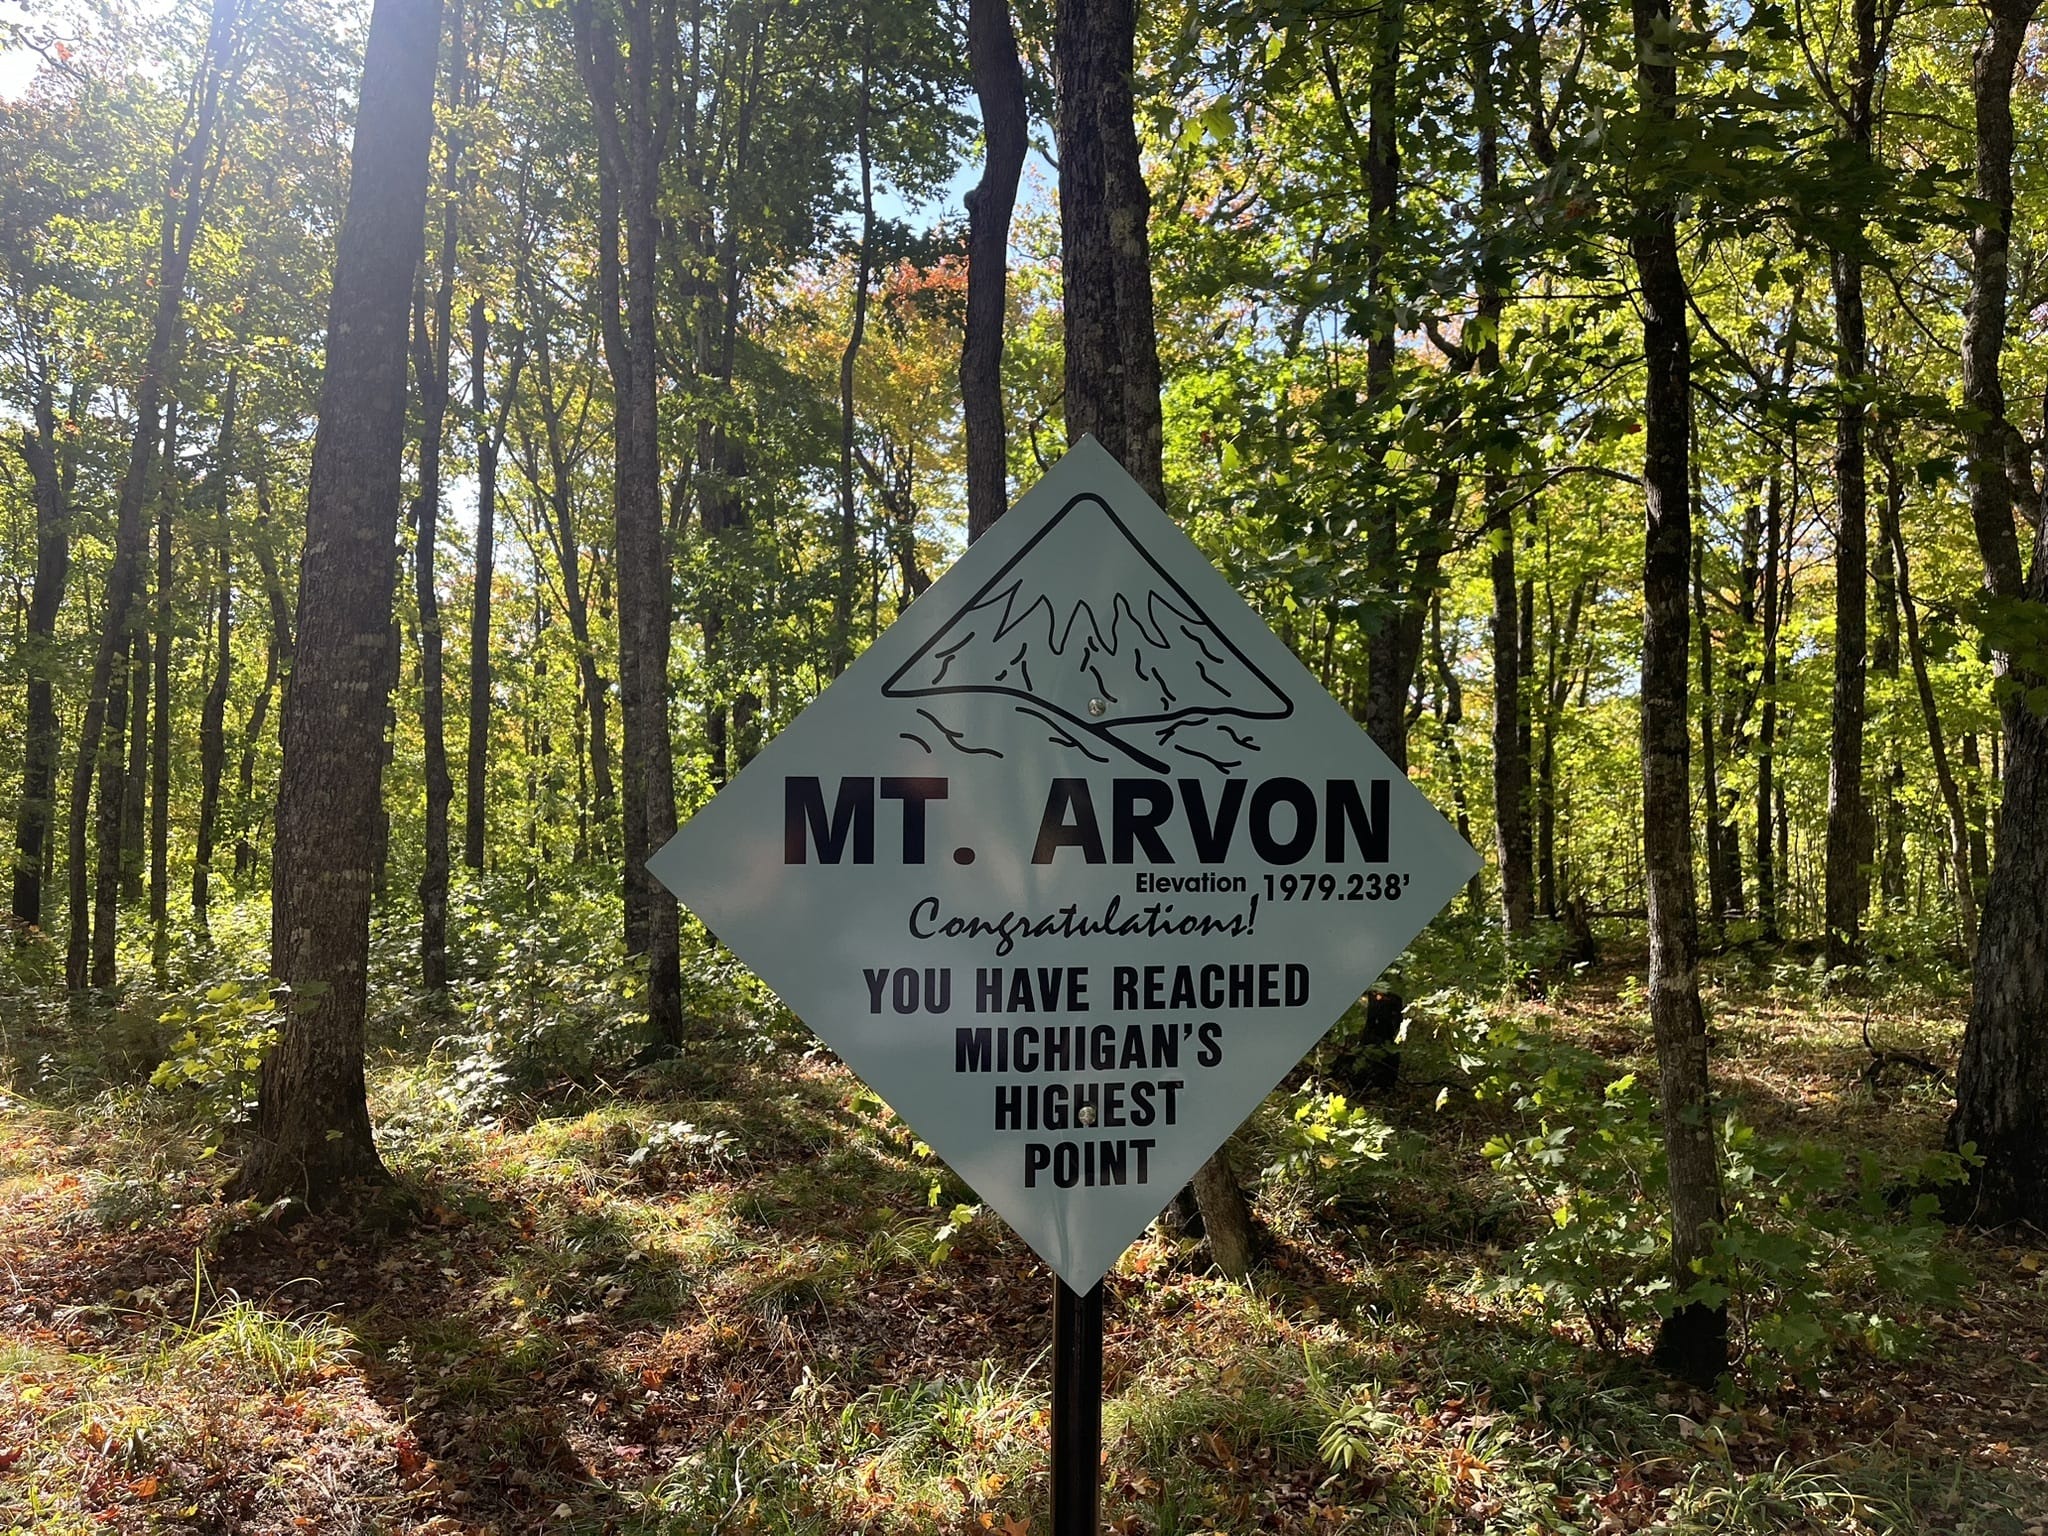 MT. ARVON
Elevation 1979.238'
Congratulations!
YOU HAVE REACHED
MICHIGAN'S
HIGHEST
POINT